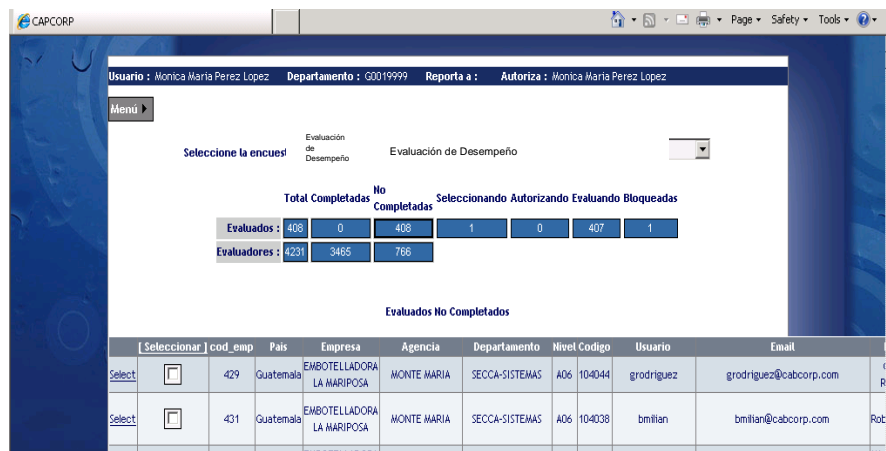 CAPCORP
Page Safety Tools
Usuario : Monica Maria Perez Lopez Departamento : G0019999 Reporta a : Autoriza : Monica Maria Perez Lopez
Menú
Seleccione la encuest Evaluación de Desempeño Evaluación de Desempeño
Total Completadas No Completadas Seleccionando Autorizando Evaluando Bloqueadas
Evaluados : 408 0 408 1 0 407 1
Evaluadores : 4231 3465 766
Evaluados No Completados
[ Seleccionar ] cod_emp Pais Empresa Agencia Departamento Nivel Codigo Usuario Email
Select 429 Guatemala EMBOTELLADORA LA MARIPOSA MONTE MARIA SECCA-SISTEMAS A06 104044 grodriguez grodriguez@cabcorp.com
Select 431 Guatemala EMBOTELLADORA LA MARIPOSA MONTE MARIA SECCA-SISTEMAS A06 104038 bmilian bmilian@cabcorp.com Rob